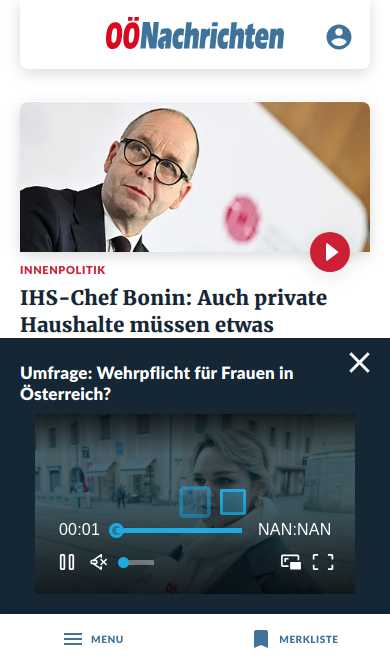 OÖNachrichten
INNENPOLITIK
IHS-Chef Bonin: Auch private
Haushalte müssen etwas
Umfrage: Wehrpflicht für Frauen in
Österreich?
00:01 NAN:NAN
MENU MERKLISTE